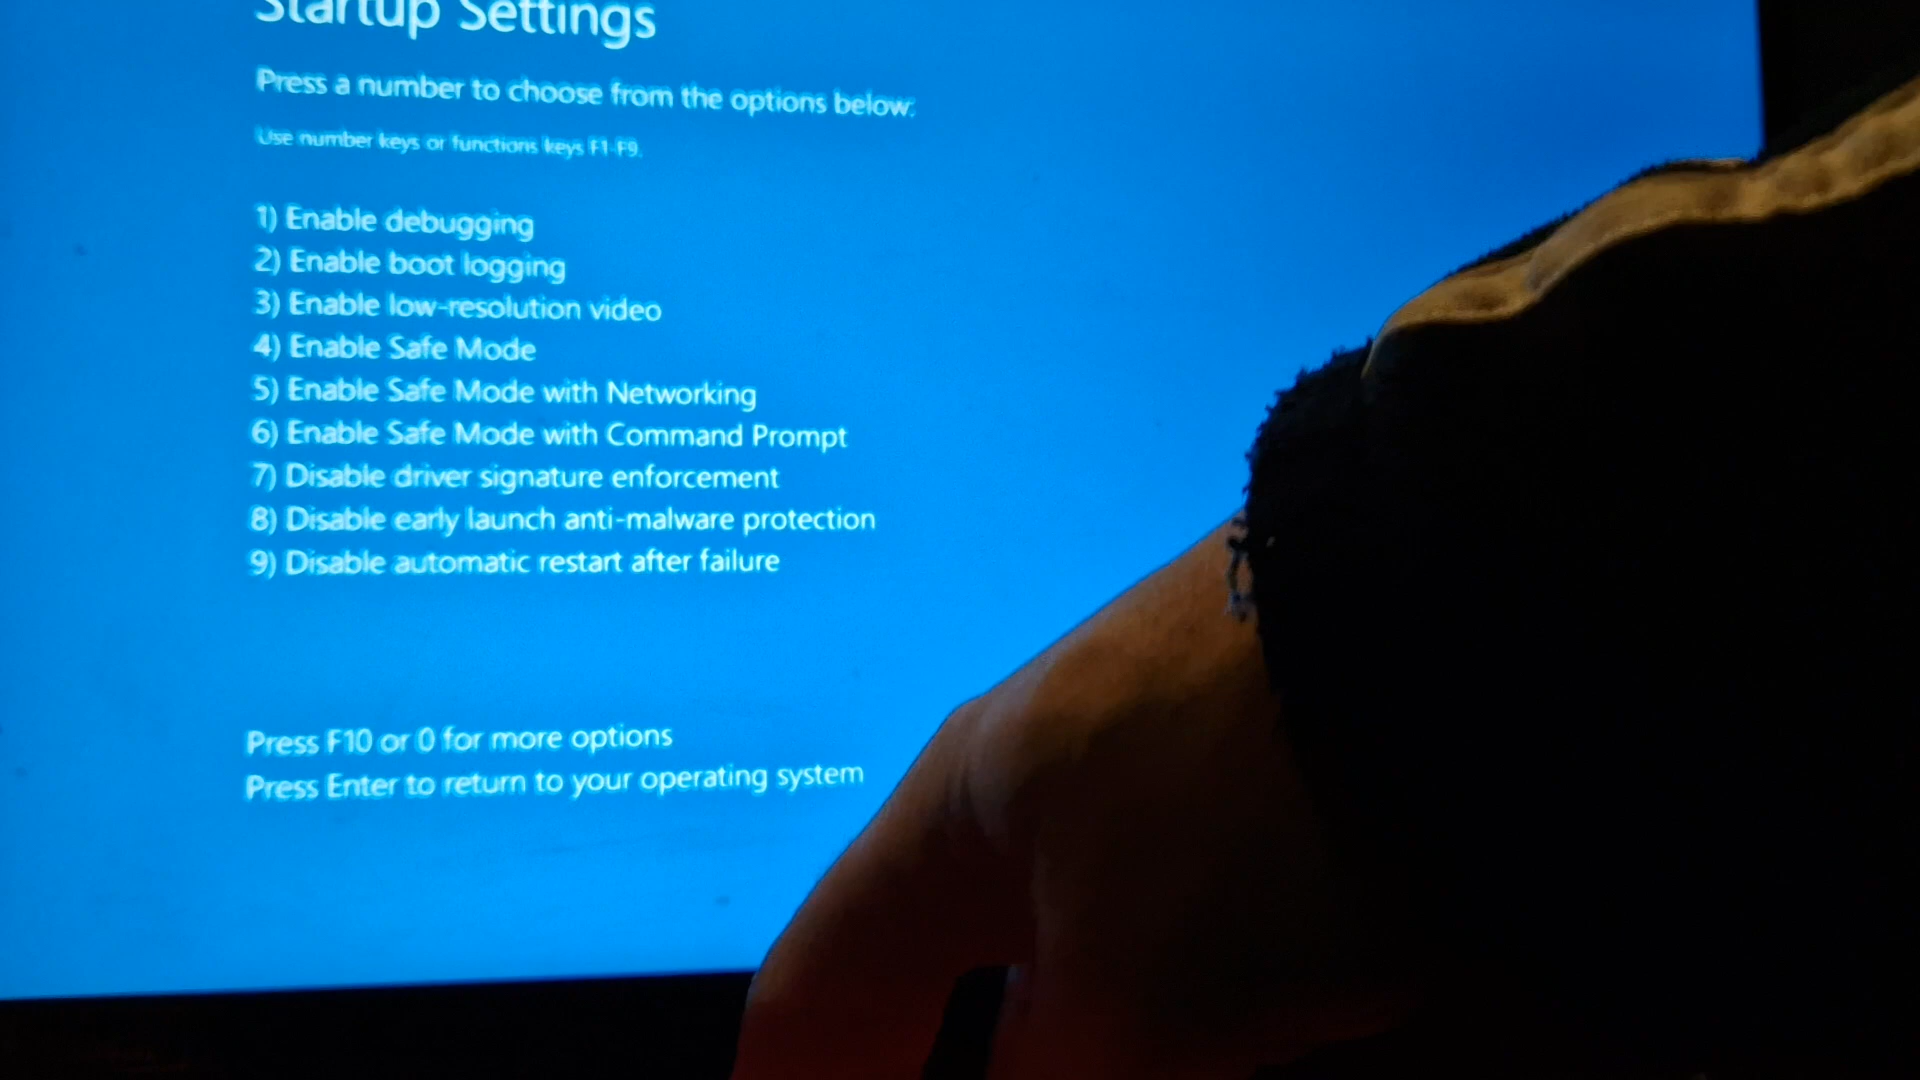 Startup Settings
Press a number to choose from the options below:
Use number keys or functions keys F1-F9.
1) Enable debugging
2) Enable boot logging
3) Enable low-resolution video
4) Enable Safe Mode
5) Enable Safe Mode with Networking
6) Enable Safe Mode with Command Prompt
7) Disable driver signature enforcement
8) Disable early launch anti-malware protection
9) Disable automatic restart after failure
Press F10 or 0 for more options
Press Enter to return to your operating system